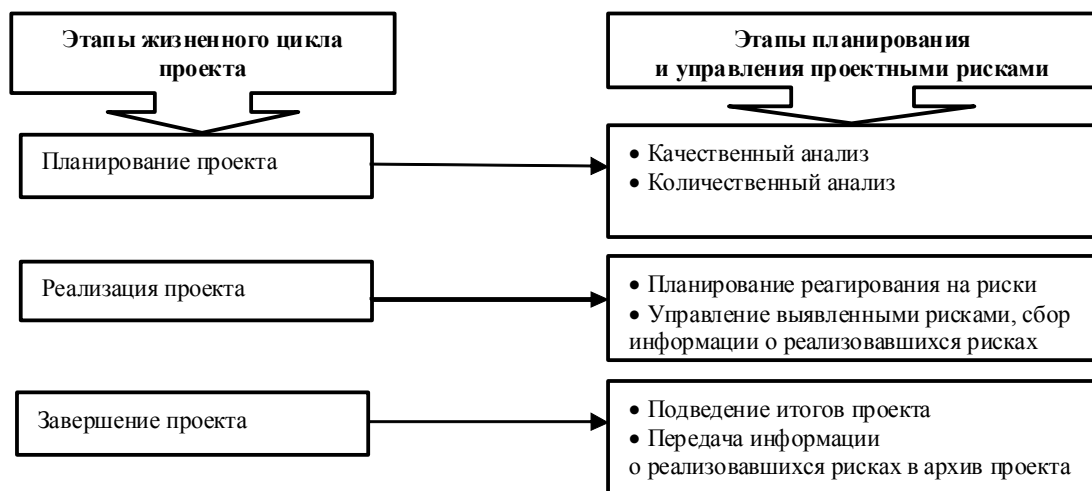 Этапы жизненного цикла
проекта
Этапы планирования
и управления проектными рисками
Планирование проекта
• Качественный анализ
• Количественный анализ
Реализация проекта
• Планирование реагирования на риски
• Управление выявленными рисками, сбор
информации о реализовавшихся рисках
Завершение проекта
• Подведение итогов проекта
• Передача информации
о реализовавшихся рисках в архив проекта